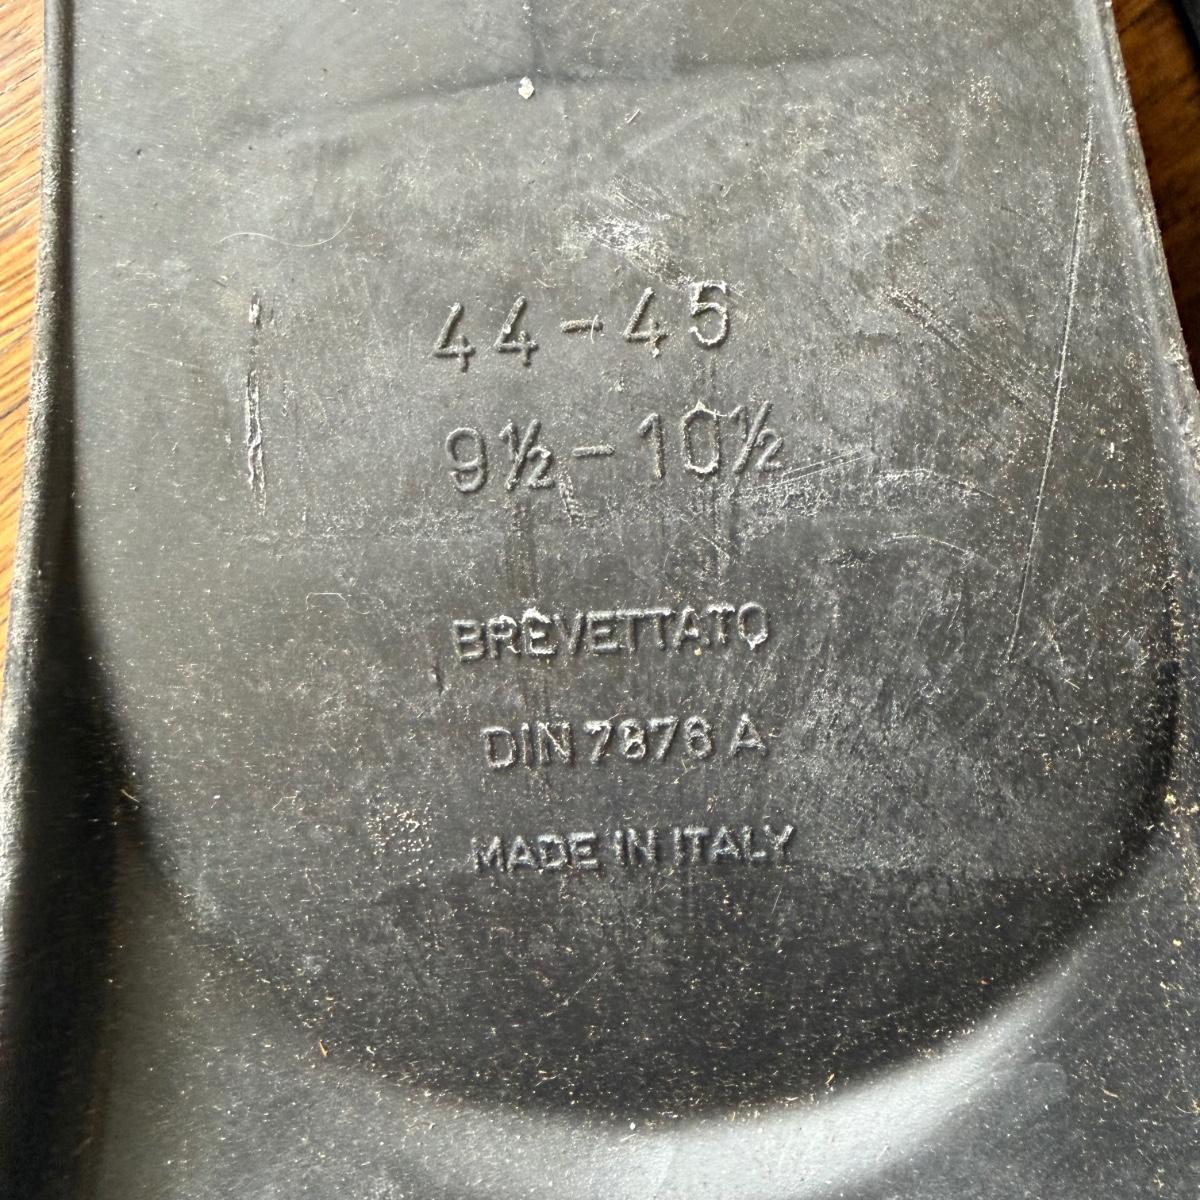 44-45
9½-10½
BREVETTATO
DIN 7876 A
MADE IN ITALY